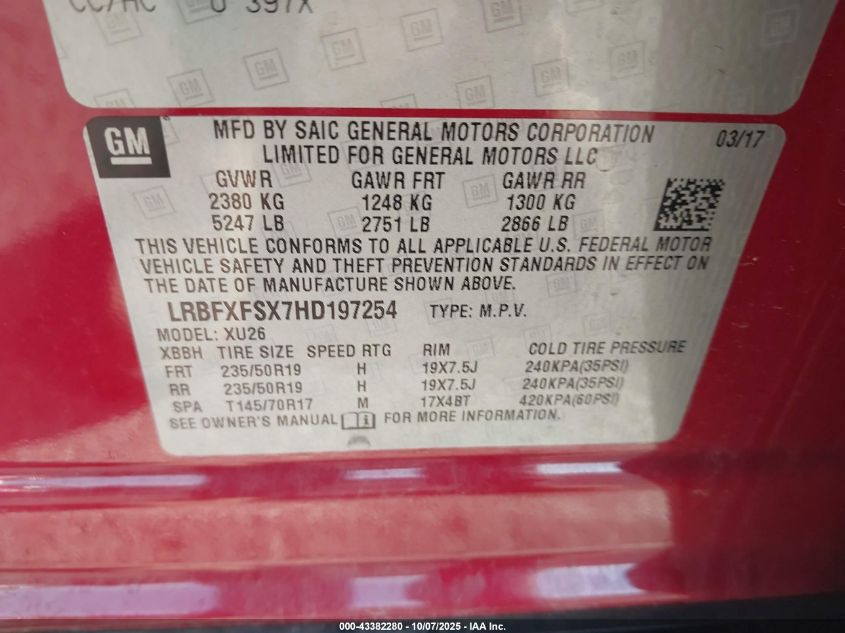 CC/HC U 397X
GM
MFD BY SAIC GENERAL MOTORS CORPORATION 03/17
LIMITED FOR GENERAL MOTORS LLC
GVWR GAWR FRT GAWR RR
2380 KG 1248 KG 1300 KG
5247 LB 2751 LB 2866 LB
THIS VEHICLE CONFORMS TO ALL APPLICABLE U.S. FEDERAL MOTOR
VEHICLE SAFETY AND THEFT PREVENTION STANDARDS IN EFFECT ON
THE DATE OF MANUFACTURE SHOWN ABOVE.
LRBFXFSX7HD197254 TYPE: M.P.V.
MODEL: XU26
XBBH TIRE SIZE SPEED RTG RIM COLD TIRE PRESSURE
FRT 235/50R19 H 19X7.5J 240KPA(35PSI)
RR 235/50R19 H 19X7.5J 240KPA(35PSI)
SPA T145/70R17 M 17X4BT 420KPA(60PSI)
SEE OWNER'S MANUAL FOR MORE INFORMATION.
000-43382280 - 10/07/2025 - IAA Inc.